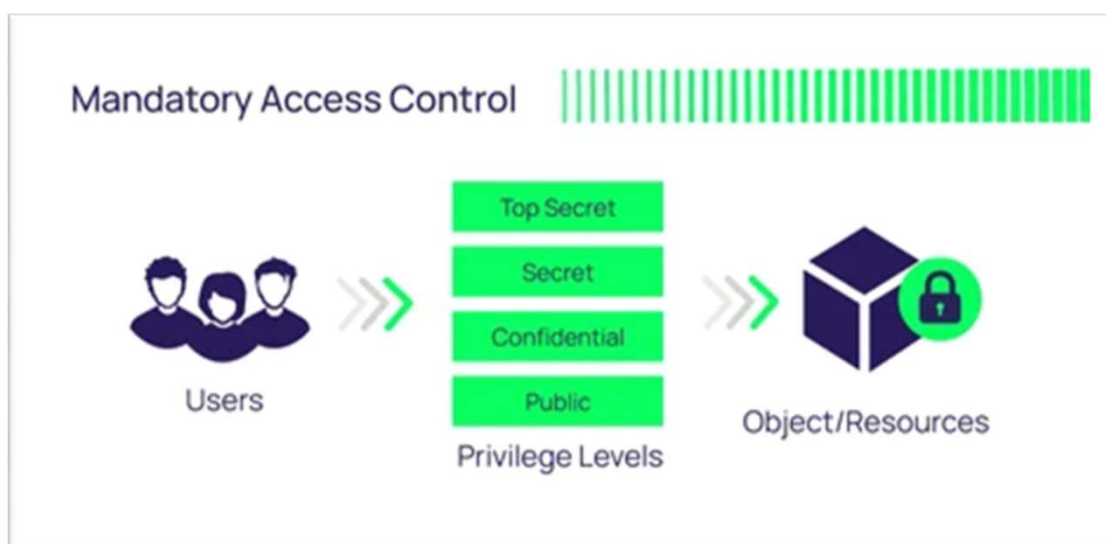 Mandatory Access Control
Top Secret
Secret
Confidential
Public
Users
Privilege Levels
Object/Resources